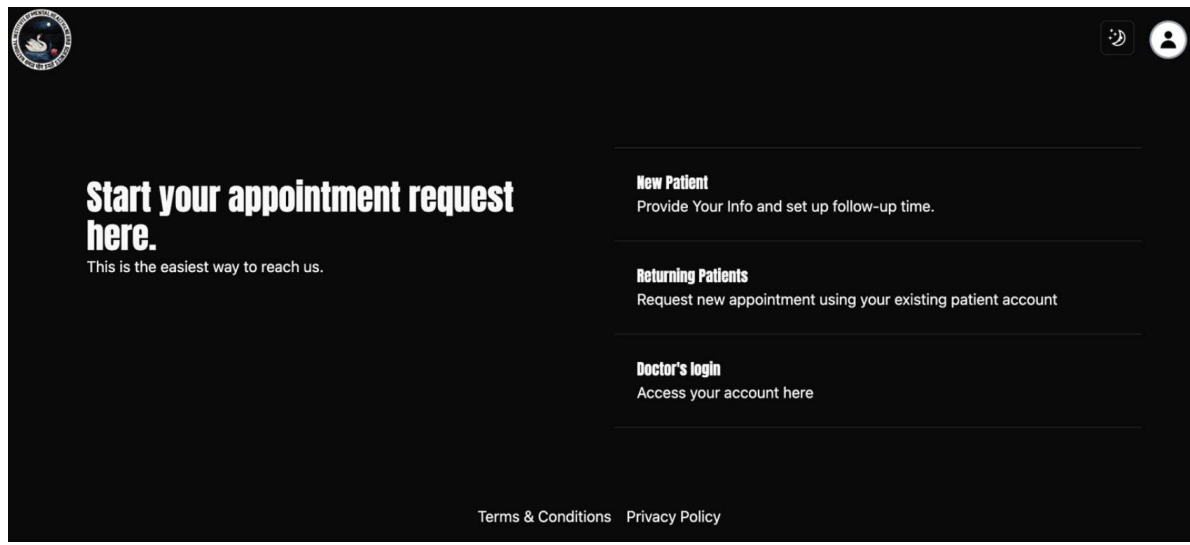 Start your appointment request
here.
This is the easiest way to reach us.
New Patient
Provide Your Info and set up follow-up time.
Returning Patients
Request new appointment using your existing patient account
Doctor's login
Access your account here
Terms & Conditions Privacy Policy